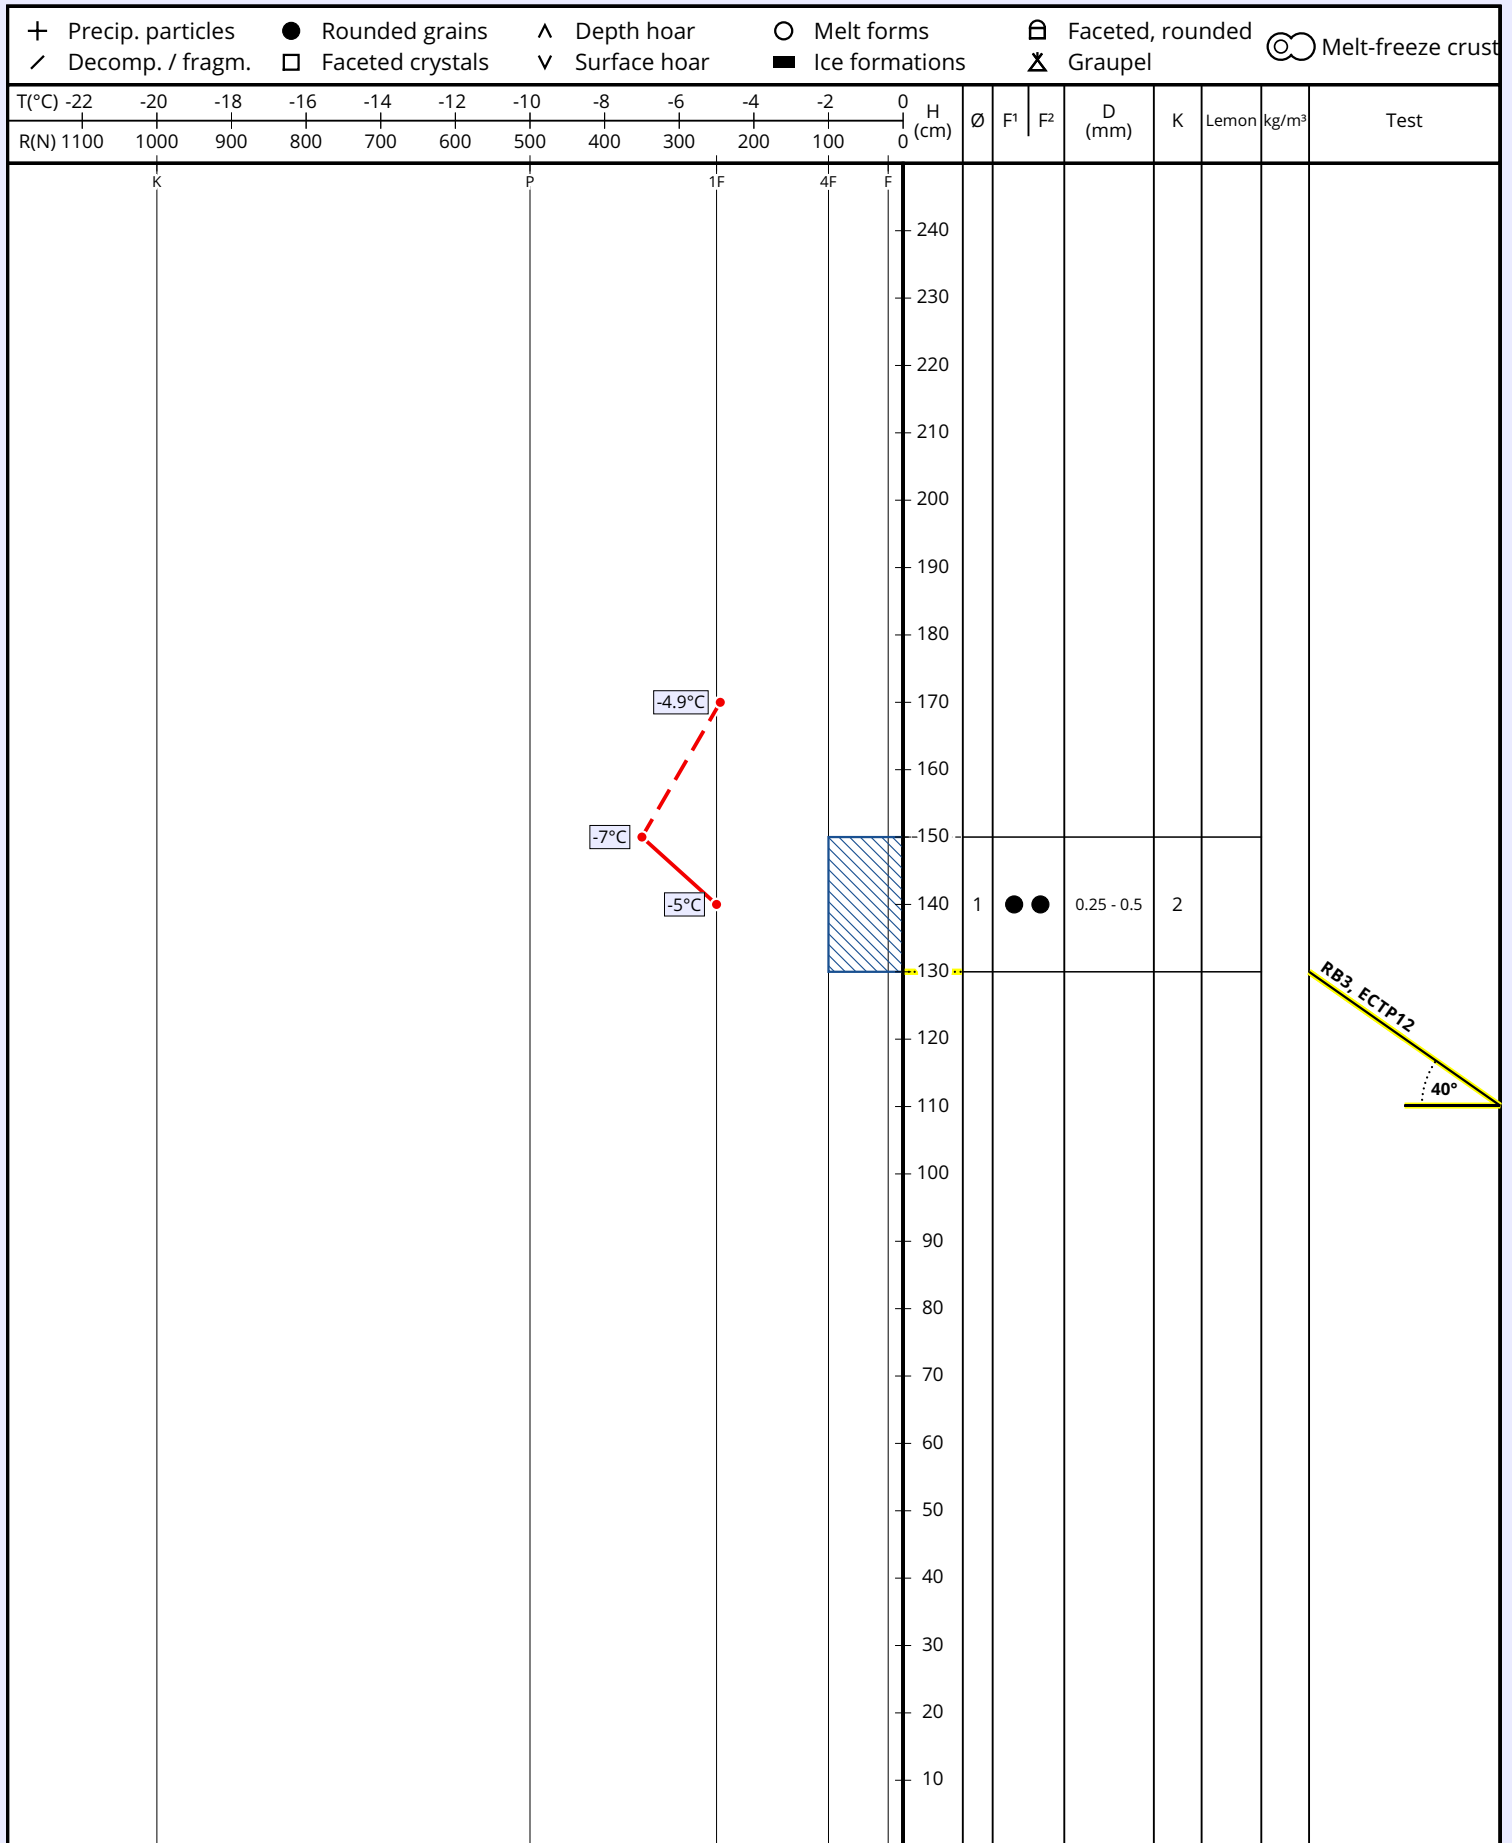 Precip. particles Rounded grains Depth hoar Melt forms Faceted, rounded Melt-freeze crust
Decomp. / fragm. Faceted crystals Surface hoar Ice formations Graupel
T(°C) -22 -20 -18 -16 -14 -12 -10 -8 -6 -4 -2 0
R(N) 1100 1000 900 800 700 600 500 400 300 200 100 0
H (cm) Ø F¹ F² D (mm) K Lemon kg/m³ Test
K P 1F 4F F
240
230
220
210
200
190
180
-4.9°C 170
160
-7°C 150
-5°C 140 1 0.25 - 0.5 2
130
RB3, ECTP12
120
40°
110
100
90
80
70
60
50
40
30
20
10